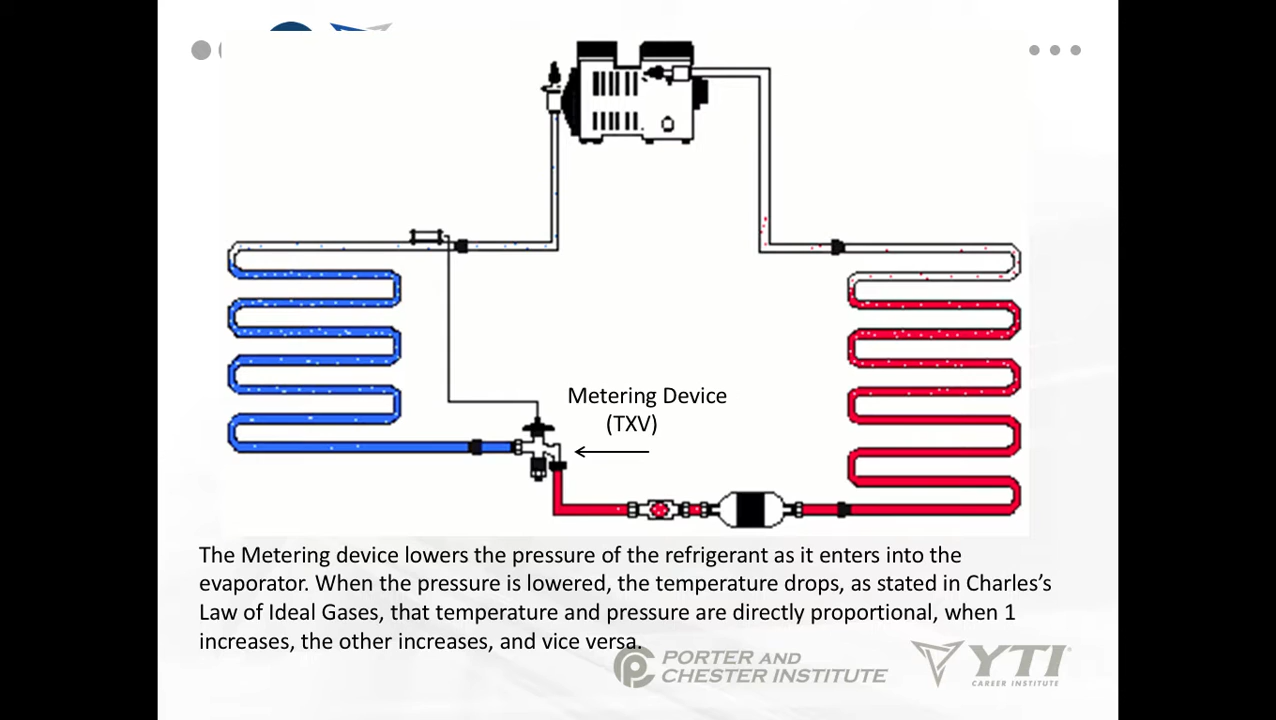 Metering Device
(TXV)
The Metering device lowers the pressure of the refrigerant as it enters into the
evaporator. When the pressure is lowered, the temperature drops, as stated in Charles's
Law of Ideal Gases, that temperature and pressure are directly proportional, when 1
increases, the other increases, and vice versa.
PORTER AND
CHESTER INSTITUTE
YTI
CAREER INSTITUTE